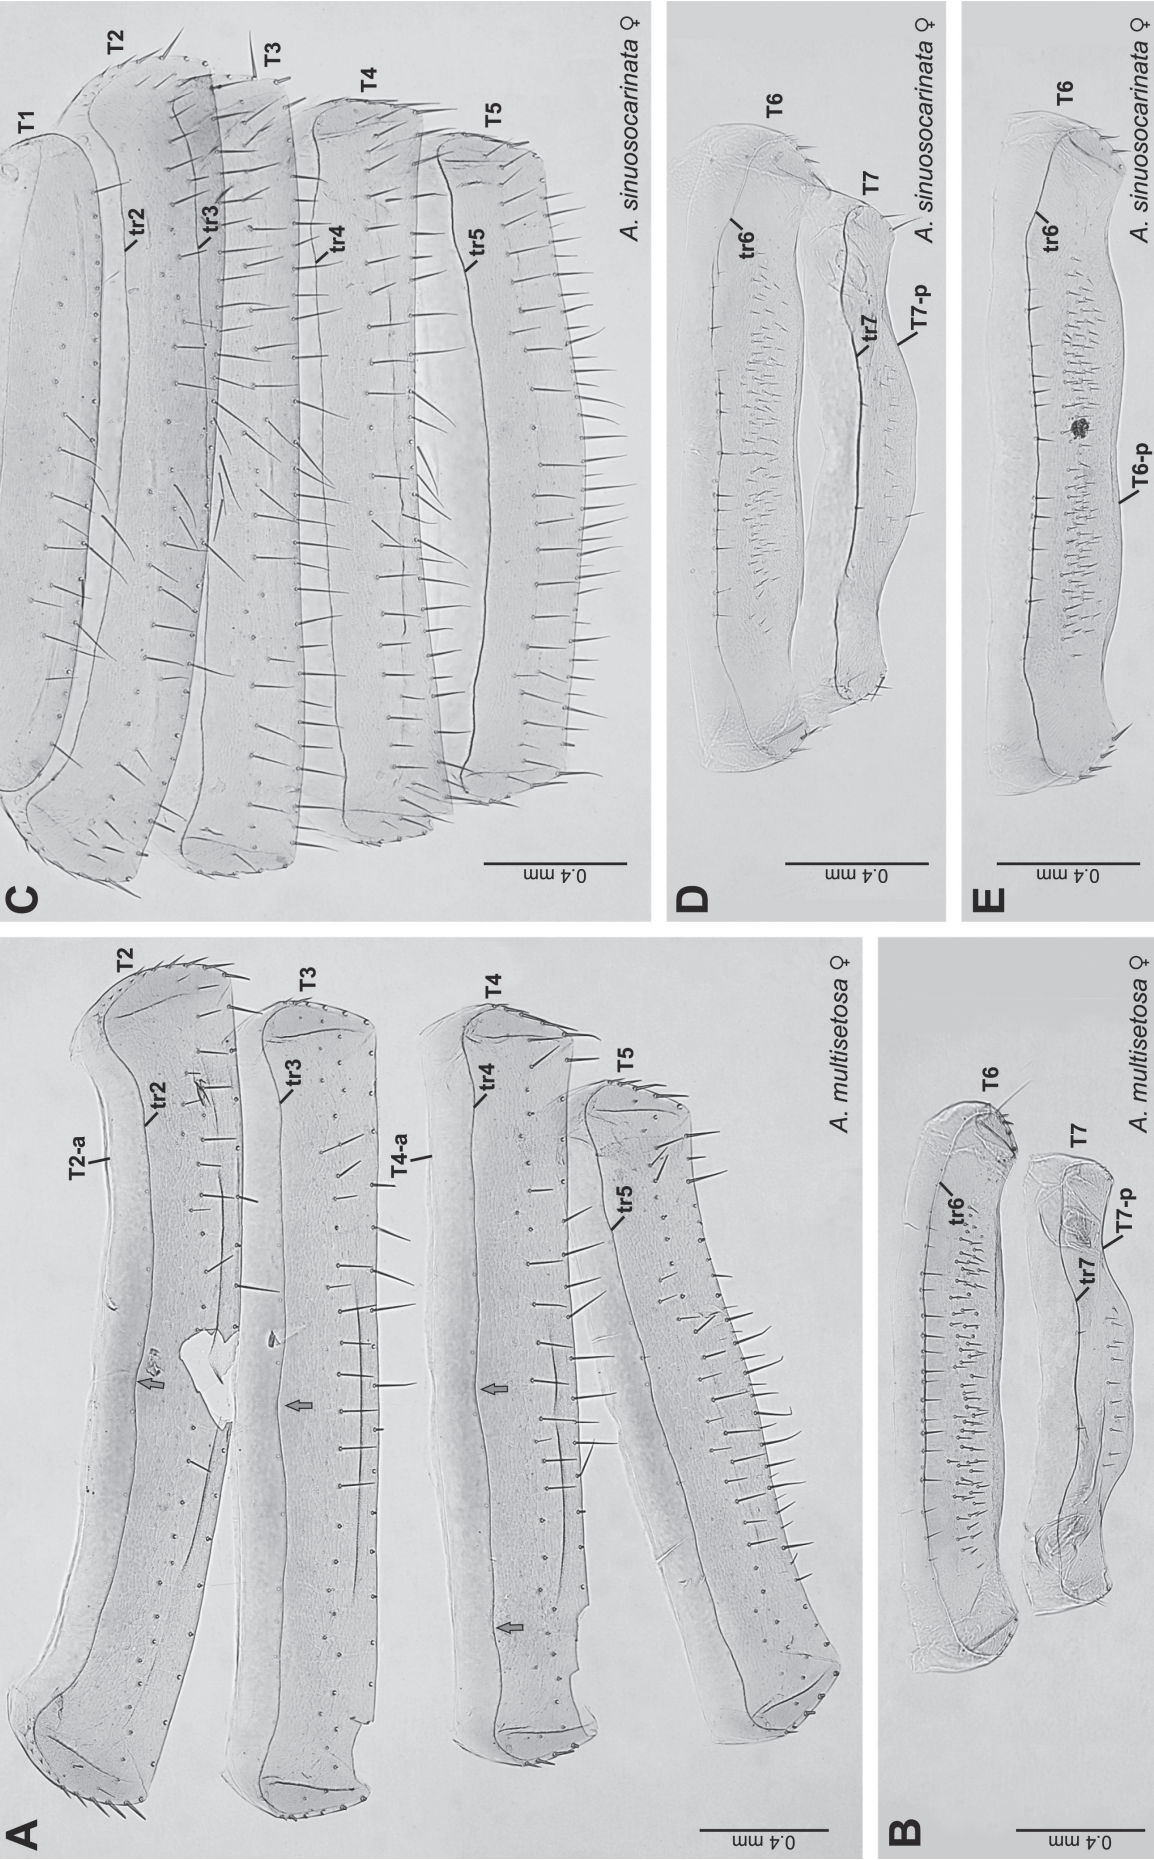 A
T2
T2-a
tr2
T3
tr3
T4
T4-a
tr4
T5
tr5
0.4 mm
A. multisetosa ♀
B
T6
tr6
T7
tr7
T7-p
0.4 mm
A. multisetosa ♀
C
T1
T2
tr2
T3
tr3
T4
tr4
T5
tr5
0.4 mm
A. sinuosocarinata ♀
D
T6
tr6
T7
tr7
T7-p
0.4 mm
A. sinuosocarinata ♀
E
T6
tr6
T6-p
0.4 mm
A. sinuosocarinata ♀